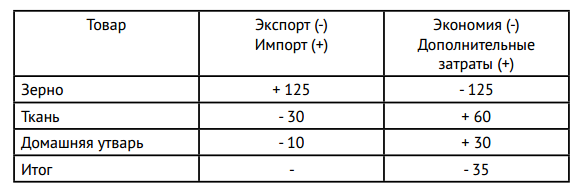 Товар Экспорт (-) Экономия (-)
Импорт (+) Дополнительные
затраты (+)
Зерно + 125 - 125
Ткань - 30 + 60
Домашняя утварь - 10 + 30
Итог - - 35